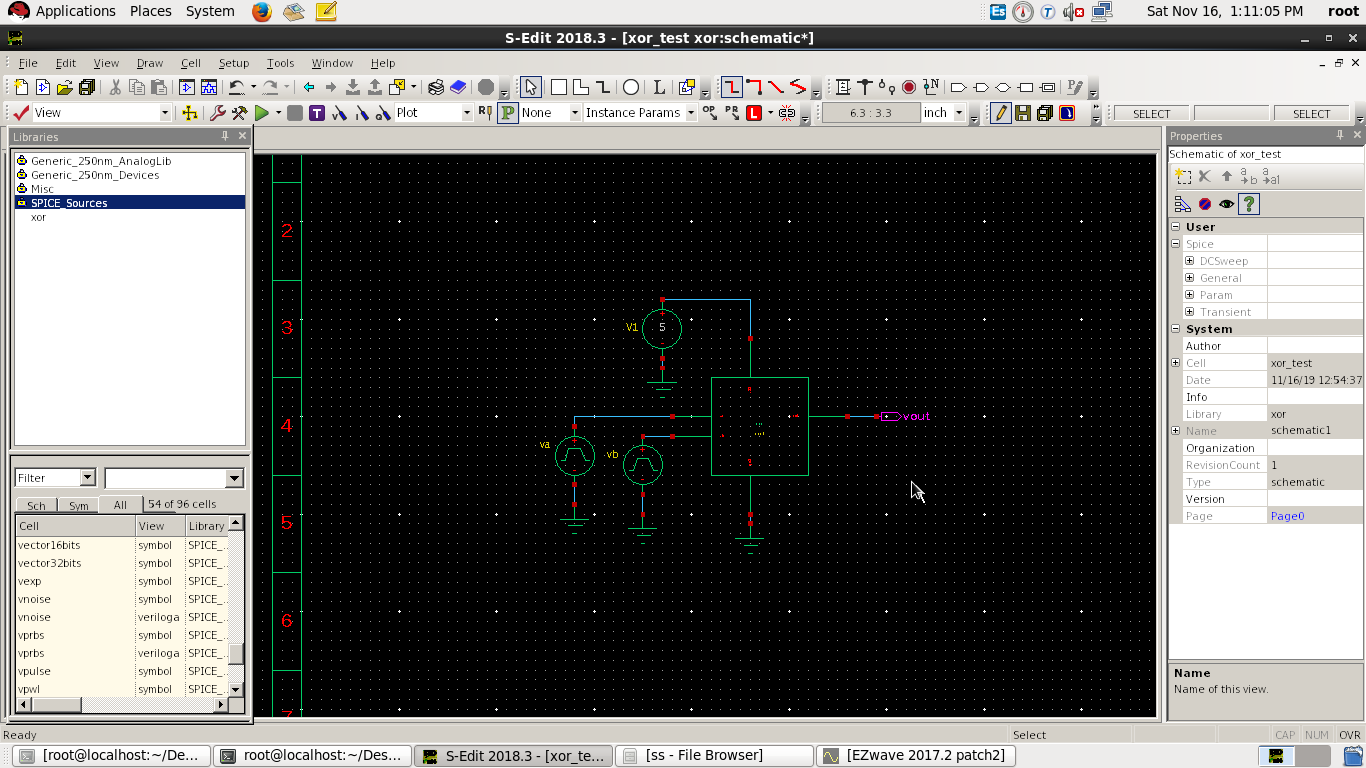 Applications Places System Sat Nov 16, 1:11:05 PM root
S-Edit 2018.3 - [xor_test xor:schematic*]
File Edit View Draw Cell Setup Tools Window Help
View Plot None Instance Params 6.3 : 3.3 inch SELECT SELECT
Libraries
Generic_250nm_AnalogLib
Generic_250nm_Devices
Misc
SPICE_Sources
xor
Filter
Sch Sym All 54 of 96 cells
Cell View Library
vector16bits symbol SPICE_...
vector32bits symbol SPICE_...
vexp symbol SPICE_...
vnoise symbol SPICE_...
vnoise veriloga SPICE_...
vprbs symbol SPICE_...
vprbs veriloga SPICE_...
vpulse symbol SPICE_...
vpwl symbol SPICE_...
2
3
4
5
6
7
V1 5
va
vb
vout
Properties
Schematic of xor_test
User
Spice
DCSweep
General
Param
Transient
System
Author
Cell xor_test
Date 11/16/19 12:54:37
Info
Library xor
Name schematic1
Organization
RevisionCount 1
Type schematic
Version
Page Page0
Name
Name of this view.
Ready Select CAP NUM OVR
[root@localhost:~/De... root@localhost:~/Des... S-Edit 2018.3 - [xor_te... [ss - File Browser] [EZwave 2017.2 patch2]